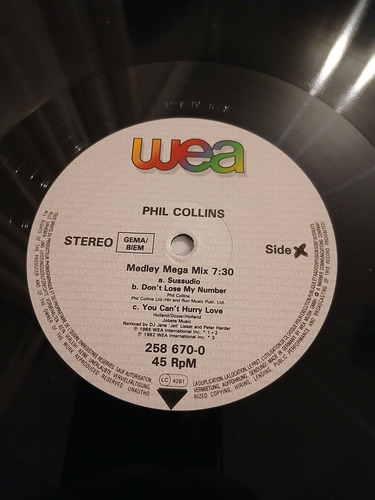 wea
PHIL COLLINS
STEREO
GEMA/
BIEM
Side X
Medley Mega Mix 7:30
a. Sussudio
b. Don't Lose My Number
Phil Collins
Phil Collins Ltd./Hit and Run Music Publ. Ltd.
c. You Can't Hurry Love
Holland/Dozier/Holland
Jobete Music
Remixed by DJ Jens 'Jell' Lissat and Peter Harder
℗ 1985 WEA International Inc. * 1+2
℗ 1982 WEA International Inc. * 3
258 670-0
45 RpM
LC 4281